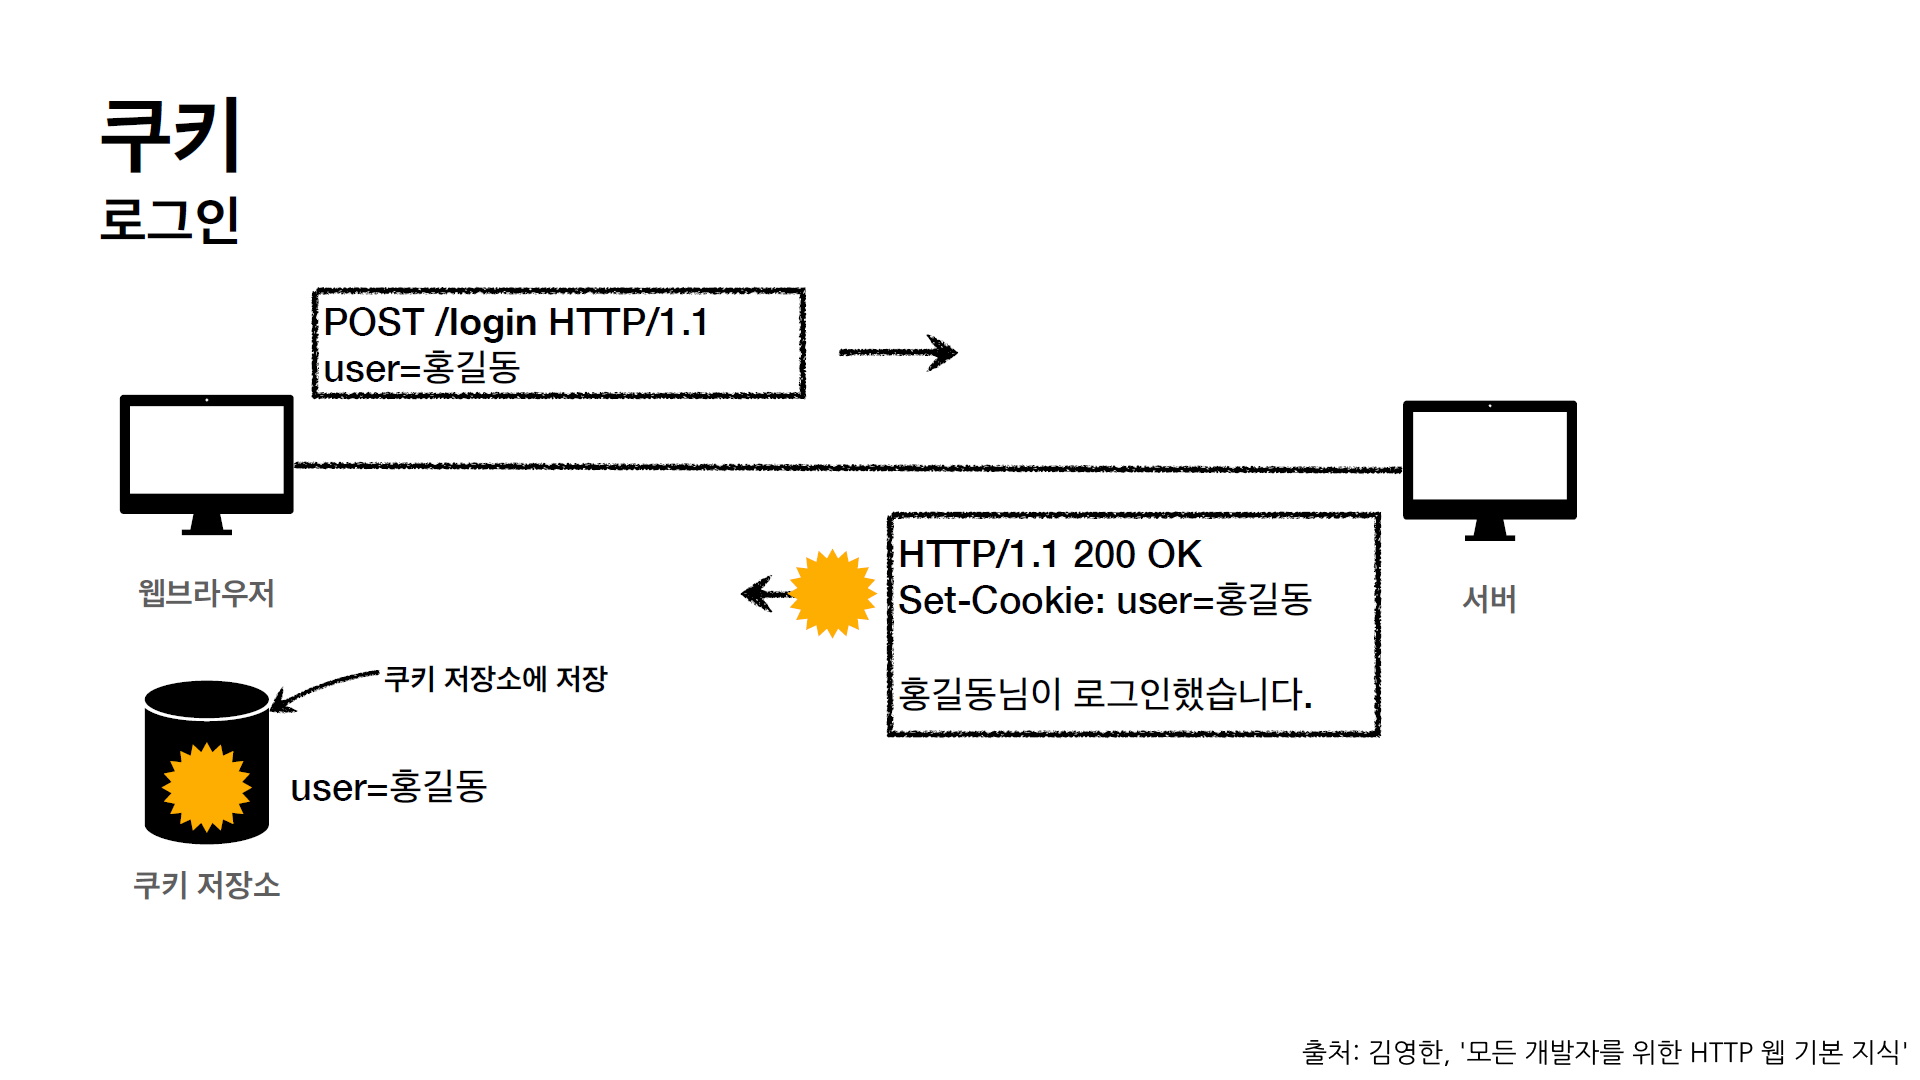 쿠키
로그인
POST /login HTTP/1.1
user=홍길동
HTTP/1.1 200 OK
Set-Cookie: user=홍길동
홍길동님이 로그인했습니다.
웹브라우저
서버
쿠키 저장소에 저장
user=홍길동
쿠키 저장소
출처: 김영한, '모든 개발자를 위한 HTTP 웹 기본 지식'